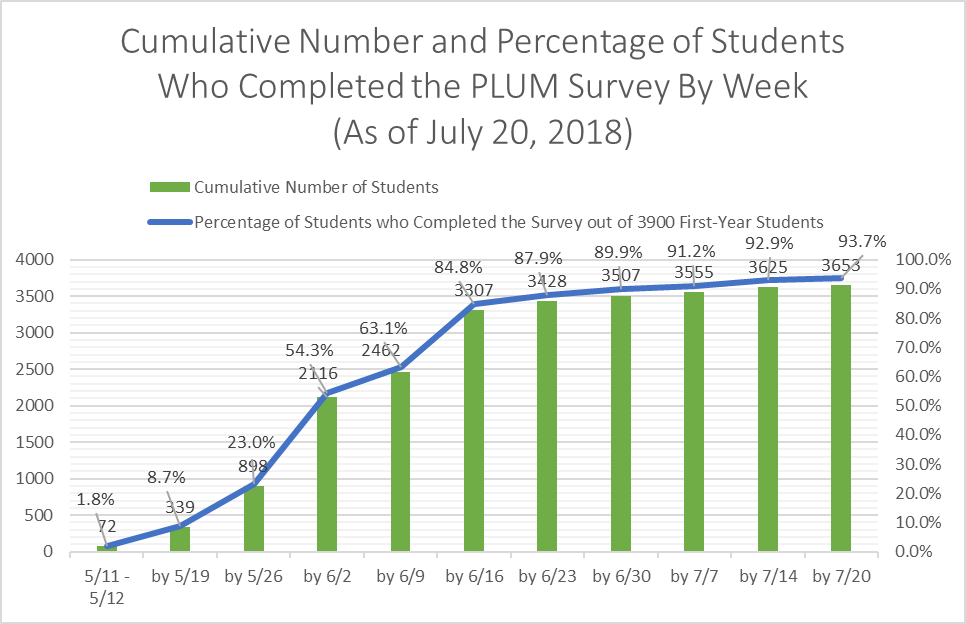 Cumulative Number and Percentage of Students
Who Completed the PLUM Survey By Week
(As of July 20, 2018)
Cumulative Number of Students
Percentage of Students who Completed the Survey out of 3900 First-Year Students
4000
3500
3000
2500
2000
1500
1000
500
0
1.8%
72
8.7%
339
23.0%
898
54.3%
2116
63.1%
2462
84.8%
3307
87.9%
3428
89.9%
3507
91.2%
3555
92.9%
3625
93.7%
3653
100.0%
90.0%
80.0%
70.0%
60.0%
50.0%
40.0%
30.0%
20.0%
10.0%
0.0%
5/11 -
5/12
by 5/19
by 5/26
by 6/2
by 6/9
by 6/16
by 6/23
by 6/30
by 7/7
by 7/14
by 7/20